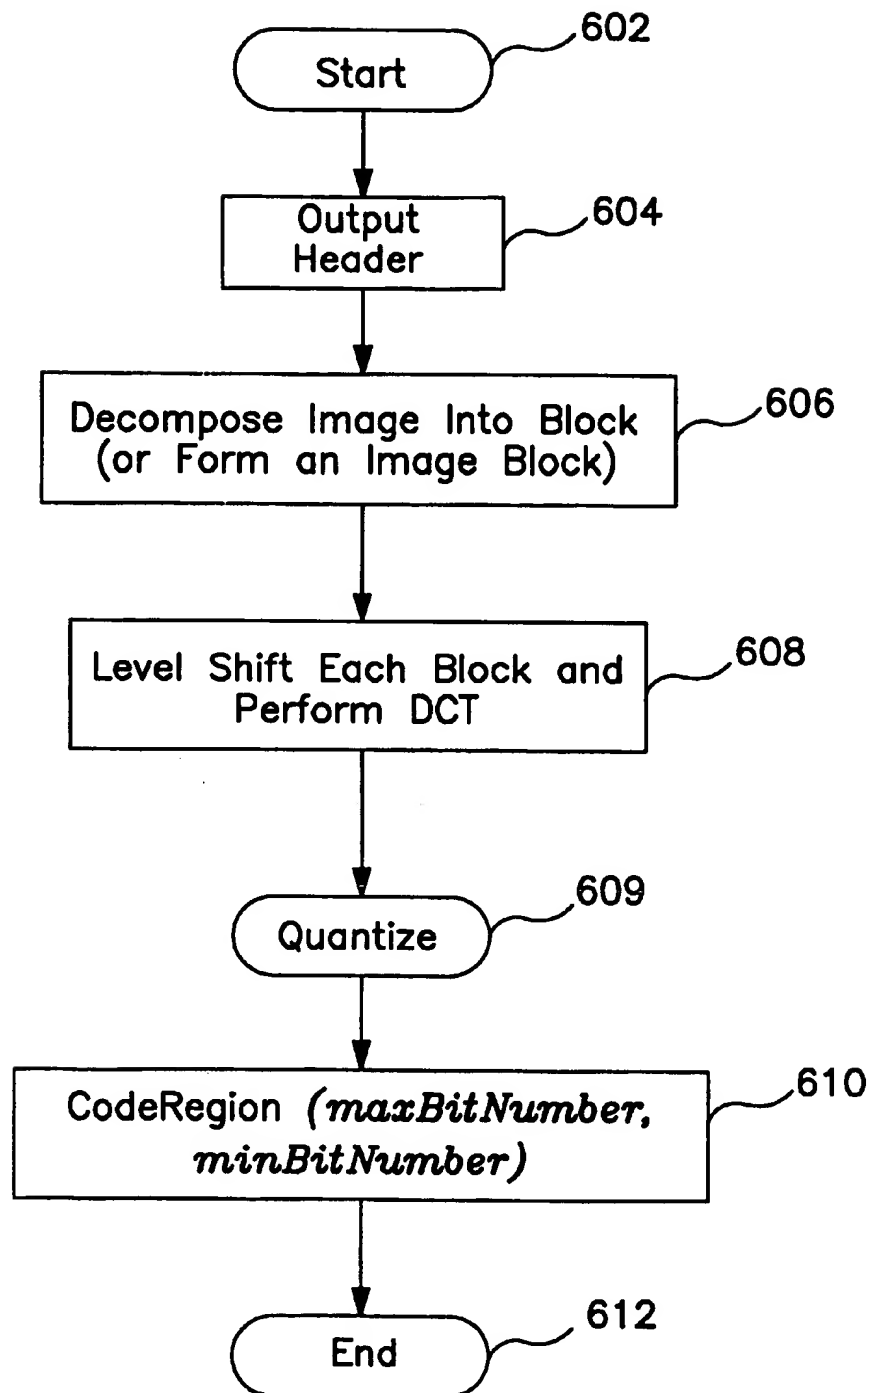 602
Start
604
Output
Header
606
Decompose Image Into Block
(or Form an Image Block)
608
Level Shift Each Block and
Perform DCT
609
Quantize
610
CodeRegion (maxBitNumber,
minBitNumber)
612
End